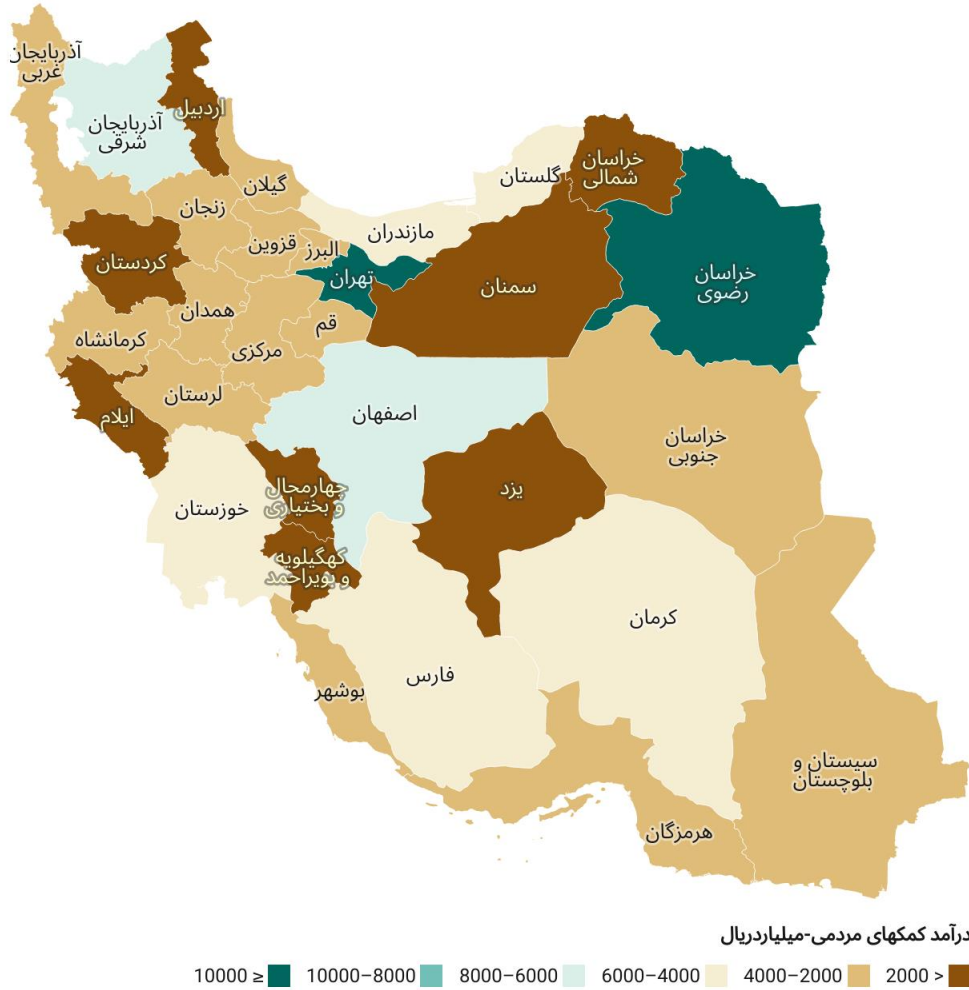 آذربایجان
غربی
آذربایجان
شرقی
اردبیل
گیلان
زنجان
قزوین
البرز
تهران
مازندران
گلستان
خراسان
شمالی
خراسان
رضوی
سمنان
کردستان
همدان
کرمانشاه
مرکزی
قم
لرستان
ایلام
اصفهان
خراسان
جنوبی
یزد
خوزستان
چهارمحال
و بختیاری
کهگیلویه
و بویراحمد
کرمان
فارس
بوشهر
سیستان و
بلوچستان
هرمزگان
درآمد کمکهای مردمی-میلیاردریال
10000 ≤ 10000–8000 8000–6000 6000–4000 4000–2000 2000 >